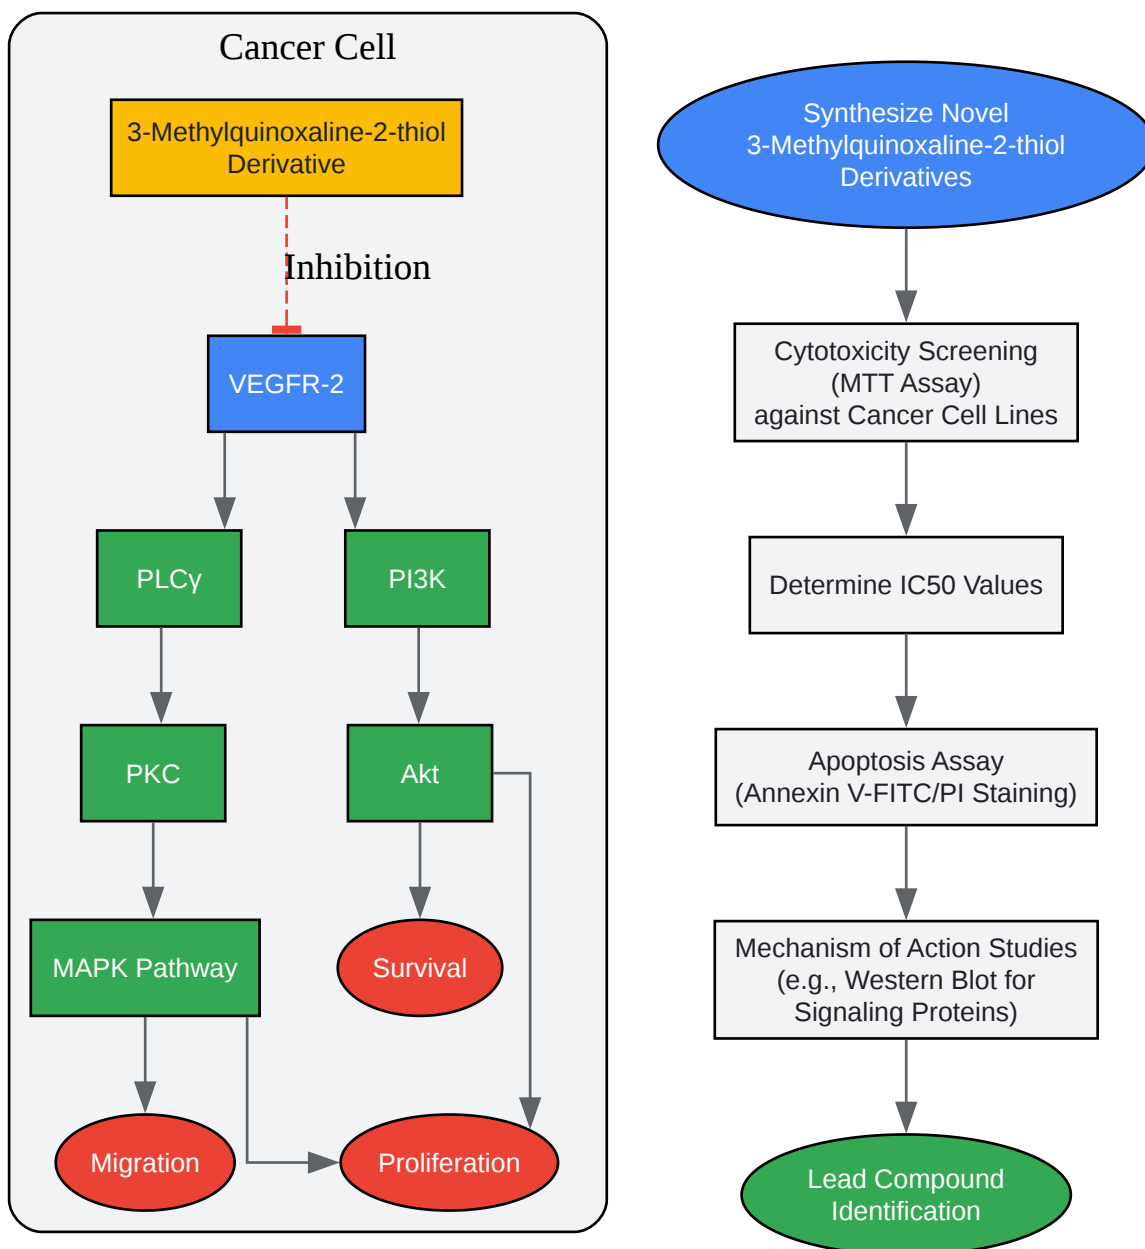 Cancer Cell
3-Methylquinoxaline-2-thiol
Derivative
Inhibition
VEGFR-2
PLCγ
PI3K
PKC
Akt
MAPK Pathway
Survival
Migration
Proliferation
Synthesize Novel
3-Methylquinoxaline-2-thiol
Derivatives
Cytotoxicity Screening
(MTT Assay)
against Cancer Cell Lines
Determine IC50 Values
Apoptosis Assay
(Annexin V-FITC/PI Staining)
Mechanism of Action Studies
(e.g., Western Blot for
Signaling Proteins)
Lead Compound
Identification